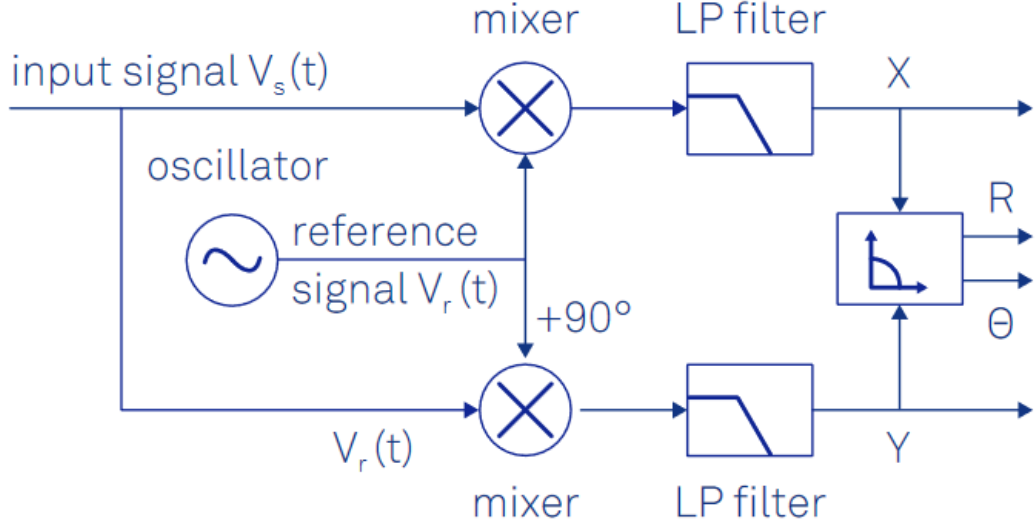 mixer
LP filter
input signal Vs(t)
X
oscillator
reference
signal Vr(t)
R
Θ
+90°
Vr(t)
Y
mixer
LP filter